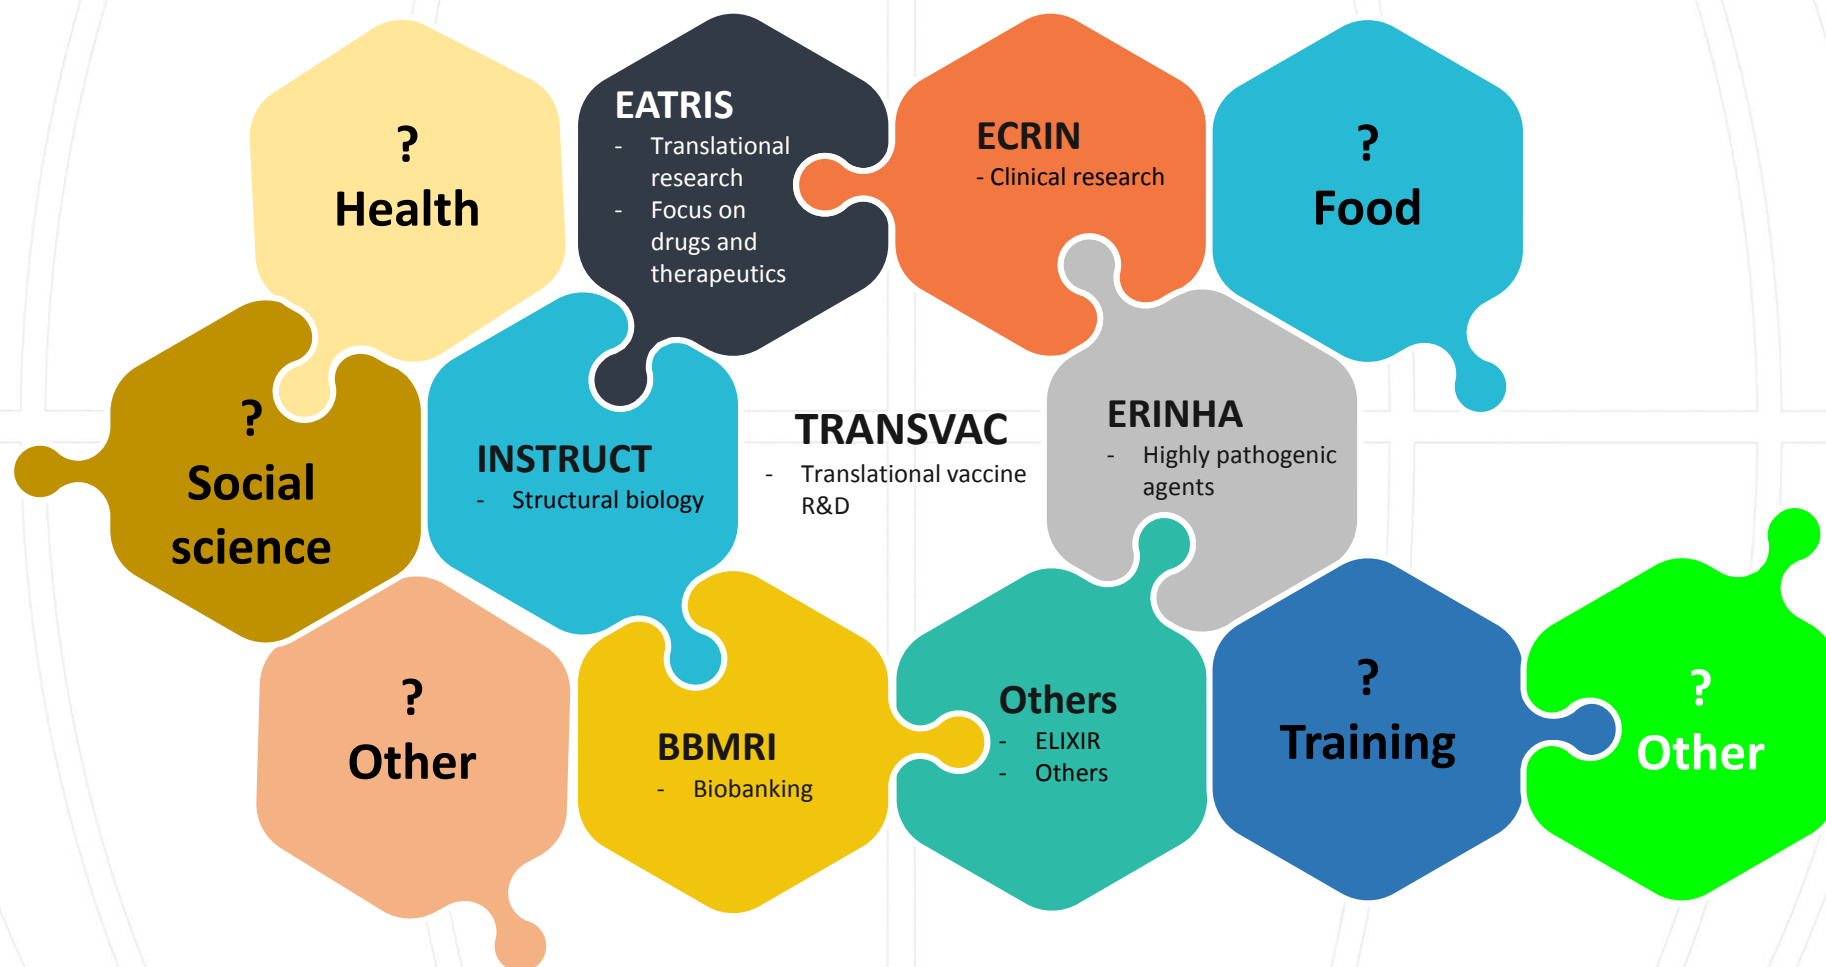 ?
Health
EATRIS
- Translational
research
- Focus on
drugs and
therapeutics
ECRIN
- Clinical research
?
Food
?
Social
science
INSTRUCT
- Structural biology
TRANSVAC
- Translational vaccine
R&D
ERINHA
- Highly pathogenic
agents
?
Other
BBMRI
- Biobanking
Others
- ELIXIR
- Others
?
Training
?
Other